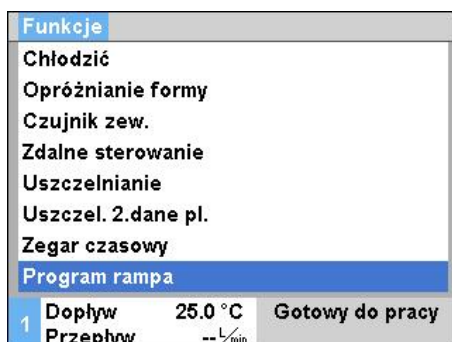 Funkcje
Chłodzić
Opróżnianie formy
Czujnik zew.
Zdalne sterowanie
Uszczelnianie
Uszczel. 2.dane pl.
Zegar czasowy
Program rampa
1 Dopływ 25.0 °C Gotowy do pracy
Przepływ --L/min